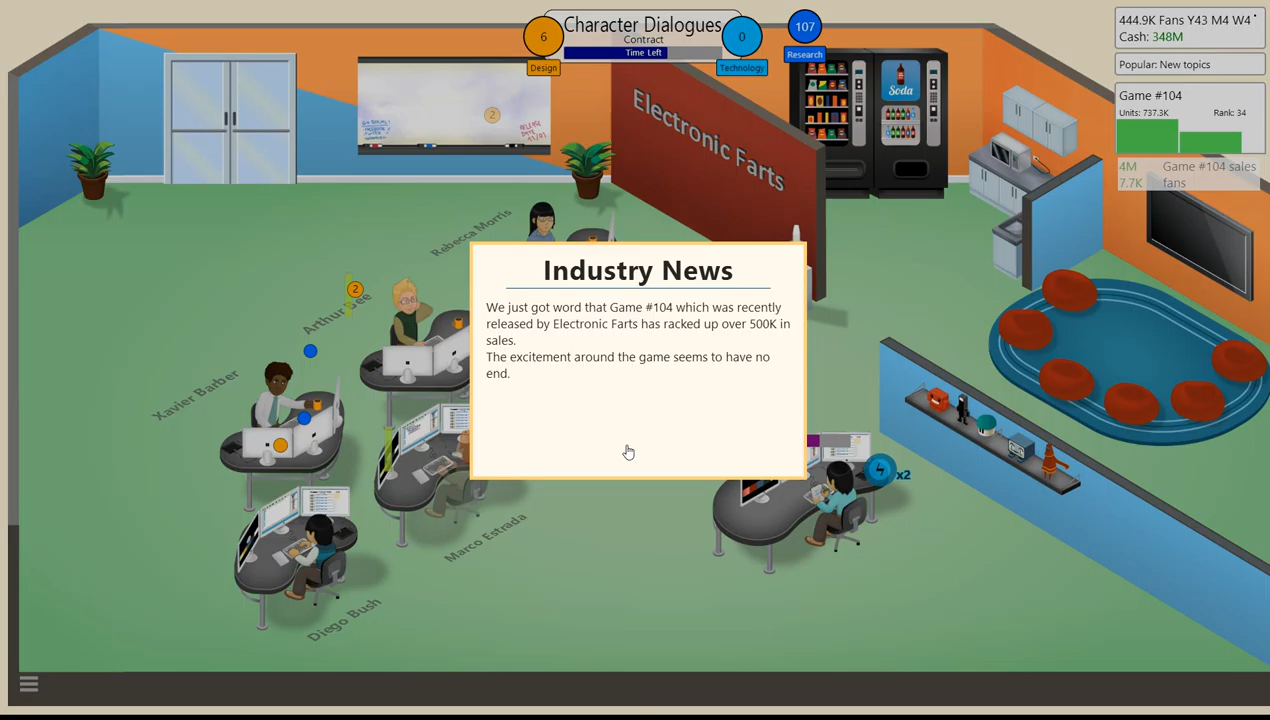 Character Dialogues
Contract
Time Left
6
Design
0
Technology
107
Research
444.9K Fans Y43 M4 W4
Cash: 348M
Popular: New topics
Game #104
Units: 737.3K
Rank: 34
4M Game #104 sales
7.7K fans
2
RELEASE
DATE
Electronic Farts
Soda
Rebecca Morris
Industry News
We just got word that Game #104 which was recently
released by Electronic Farts has racked up over 500K in
sales.
The excitement around the game seems to have no
end.
2
Xavier Barber
x2
Marco Estrada
Diego Bush